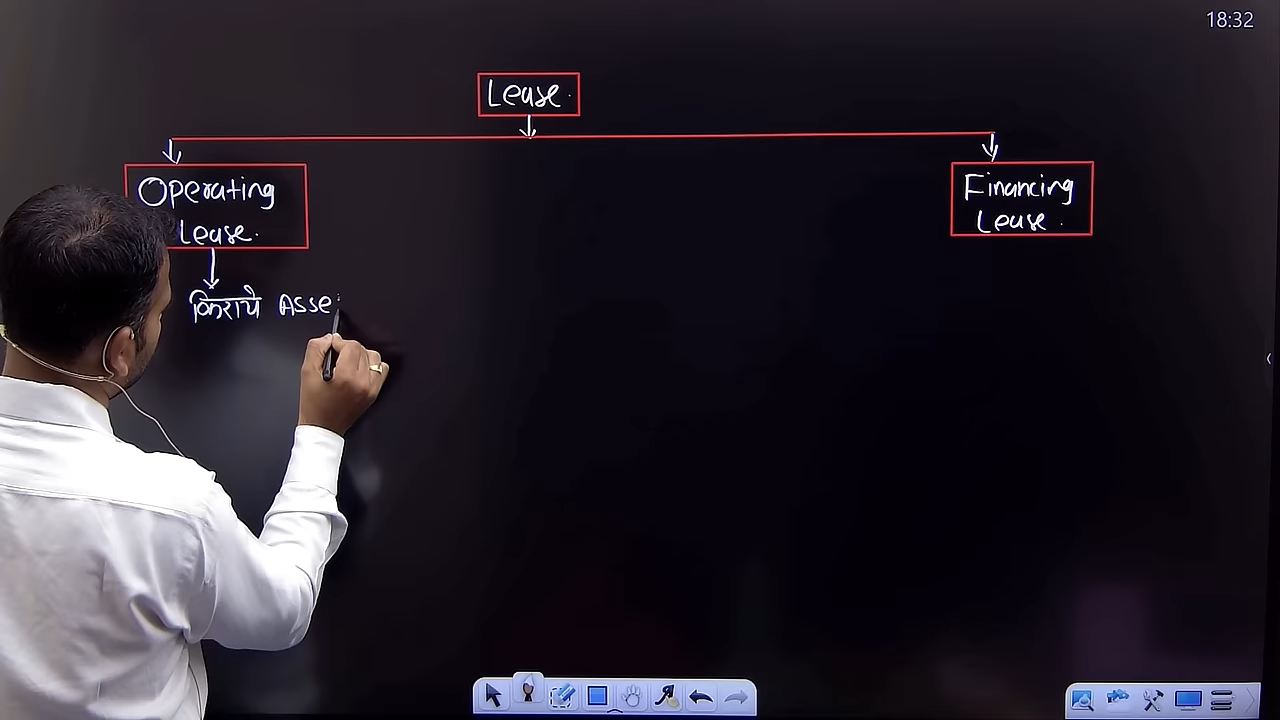 18:32
Lease.
Operating
Lease.
Financing
Lease.
किराये Asse